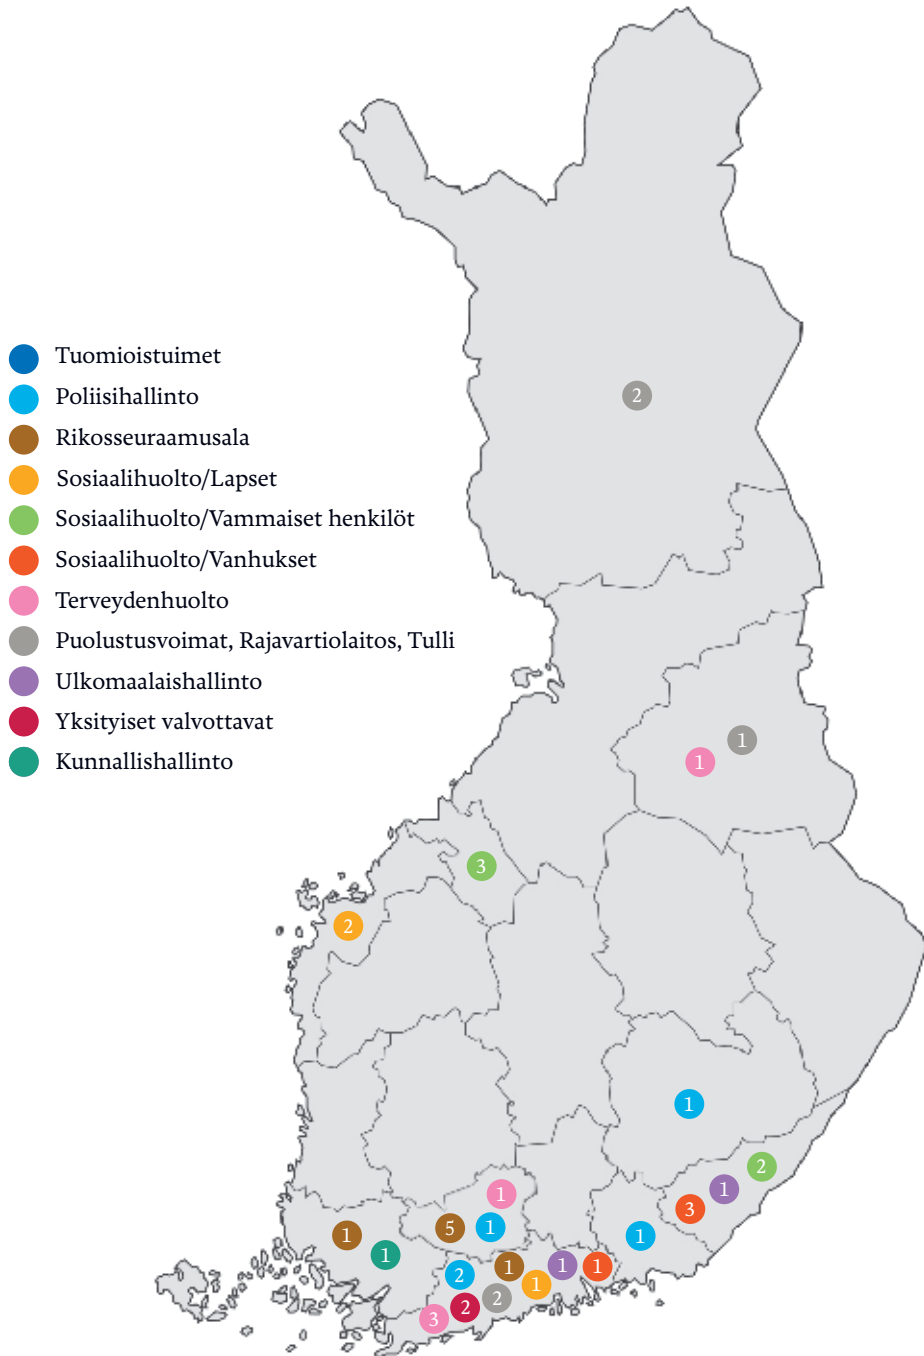 2
Tuomioistuimet
Poliisihallinto
Rikosseuraamusala
Sosiaalihuolto/Lapset
Sosiaalihuolto/Vammaiset henkilöt
Sosiaalihuolto/Vanhukset
Terveydenhuolto
Puolustusvoimat, Rajavartiolaitos, Tulli
Ulkomaalaishallinto
Yksityiset valvottavat
Kunnallishallinto
1
1
3
2
1
2
1
1
3
5
1
1
1
1
2
1
1
1
1
3
2
2